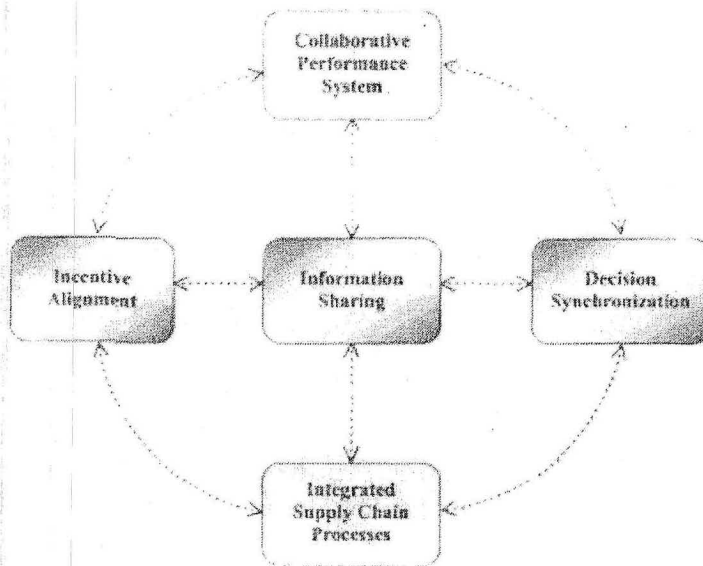 Collaborative
Performance
System
Incentive
Alignment
Information
Sharing
Decision
Synchronization
Integrated
Supply Chain
Processes